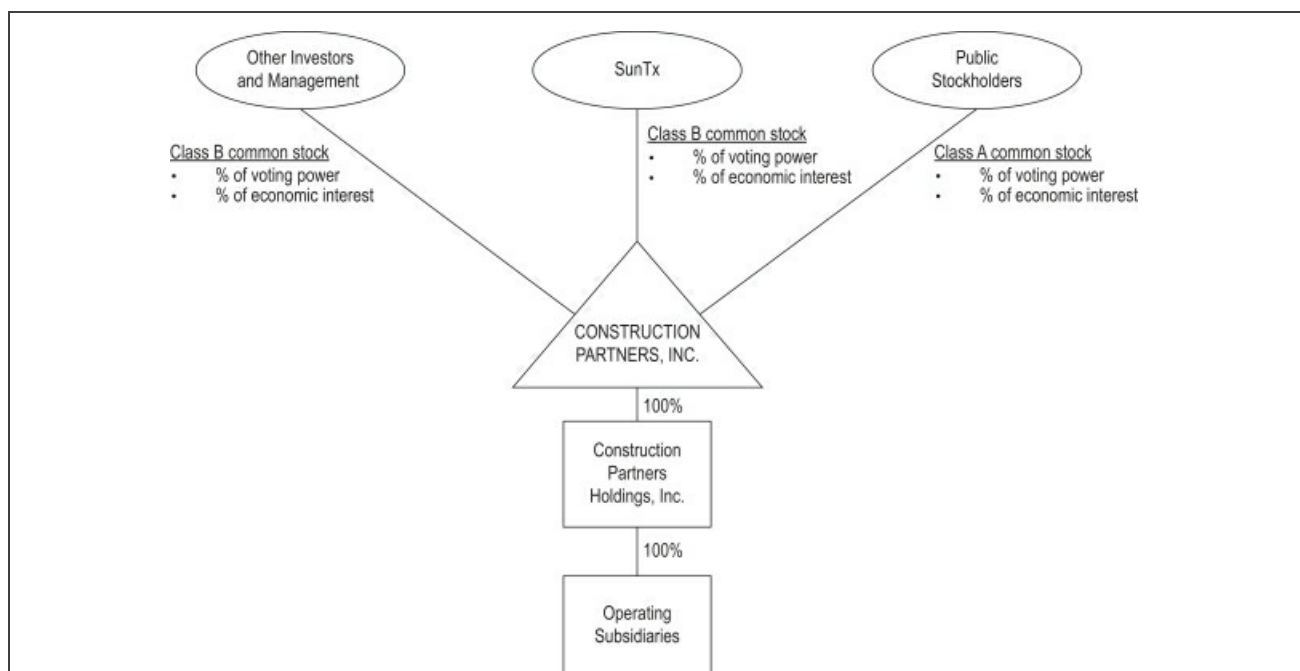 Other Investors
and Management
SunTx
Public
Stockholders
Class B common stock
• % of voting power
• % of economic interest
Class B common stock
• % of voting power
• % of economic interest
Class A common stock
• % of voting power
• % of economic interest
CONSTRUCTION
PARTNERS, INC.
100%
Construction
Partners
Holdings, Inc.
100%
Operating
Subsidiaries